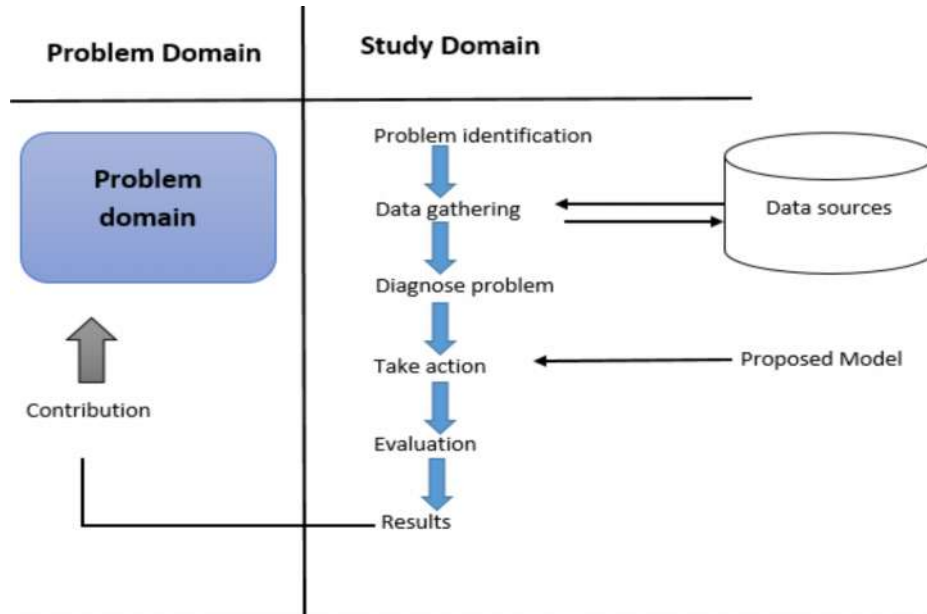 Problem Domain
Study Domain
Problem
domain
Contribution
Problem identification
Data gathering
Diagnose problem
Take action
Evaluation
Results
Data sources
Proposed Model